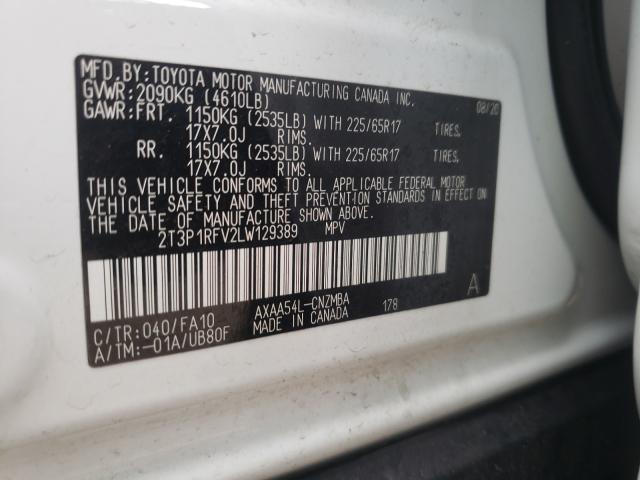 MFD.BY:TOYOTA MOTOR MANUFACTURING CANADA INC.
GVWR:2090KG (4610LB) 08/20
GAWR:FRT. 1150KG (2535LB) WITH 225/65R17 TIRES.
17X7.0J RIMS.
RR. 1150KG (2535LB) WITH 225/65R17 TIRES.
17X7.0J RIMS.
THIS VEHICLE CONFORMS TO ALL APPLICABLE FEDERAL MOTOR
VEHICLE SAFETY AND THEFT PREVENTION STANDARDS IN EFFECT ON
THE DATE OF MANUFACTURE SHOWN ABOVE.
2T3P1RFV2LW129389 MPV
C/TR:040/FA10 AXAA54L-CNZMBA 178 A
A/TM:-01A/UB80F MADE IN CANADA